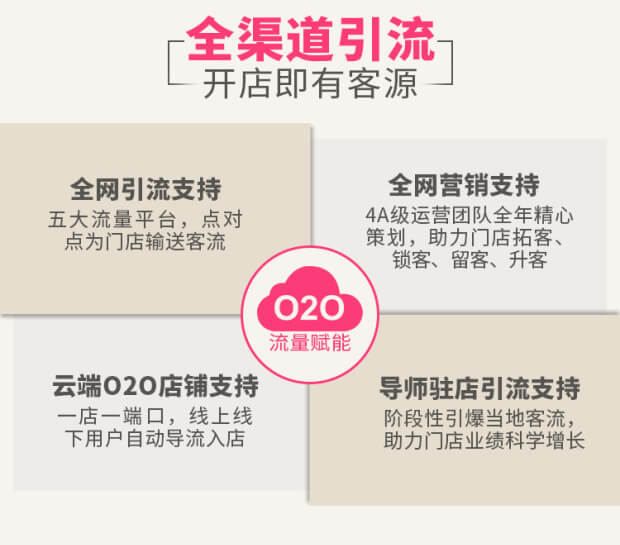 全渠道引流
开店即有客源
全网引流支持
五大流量平台，点对
点为门店输送客流
全网营销支持
4A级运营团队全年精心
策划，助力门店拓客、
锁客、留客、升客
O2O
流量赋能
云端O2O店铺支持
一店一端口，线上线
下用户自动导流入店
导师驻店引流支持
阶段性引爆当地客流，
助力门店业绩科学增长